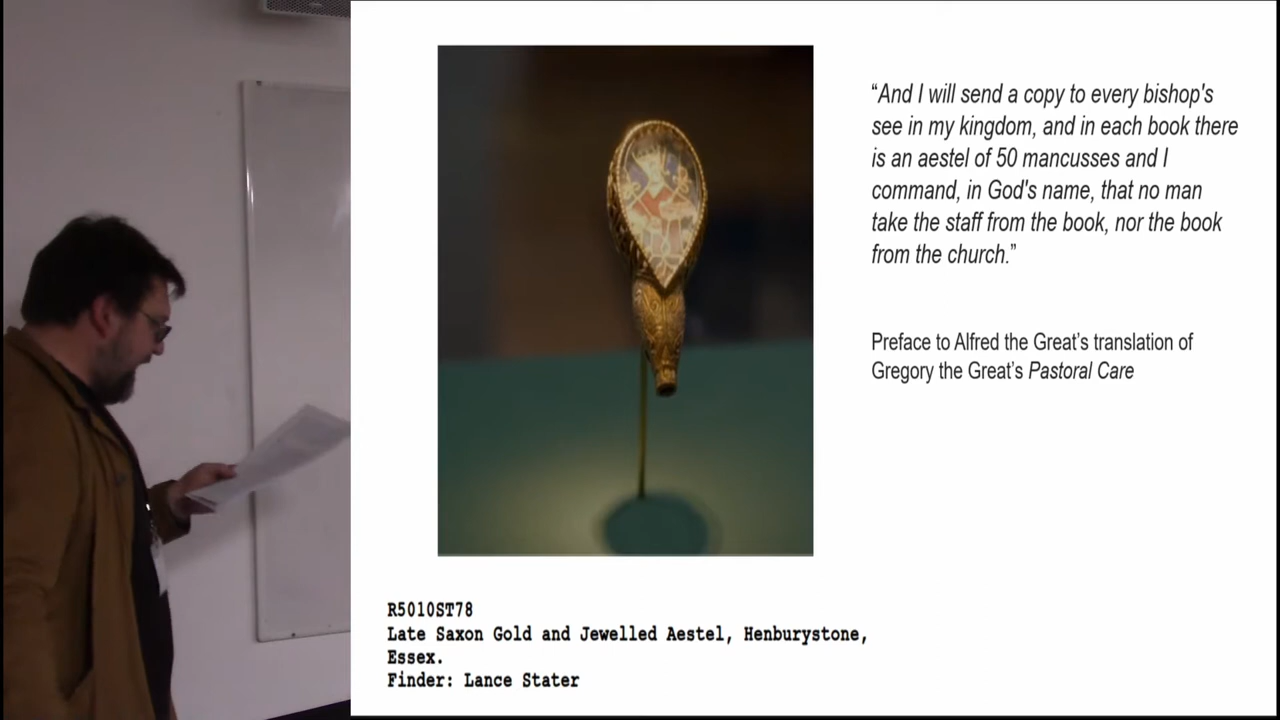 “And I will send a copy to every bishop's
see in my kingdom, and in each book there
is an aestel of 50 mancusses and I
command, in God's name, that no man
take the staff from the book, nor the book
from the church.”
Preface to Alfred the Great’s translation of
Gregory the Great’s Pastoral Care
R5010ST78
Late Saxon Gold and Jewelled Aestel, Henburystone,
Essex.
Finder: Lance Stater